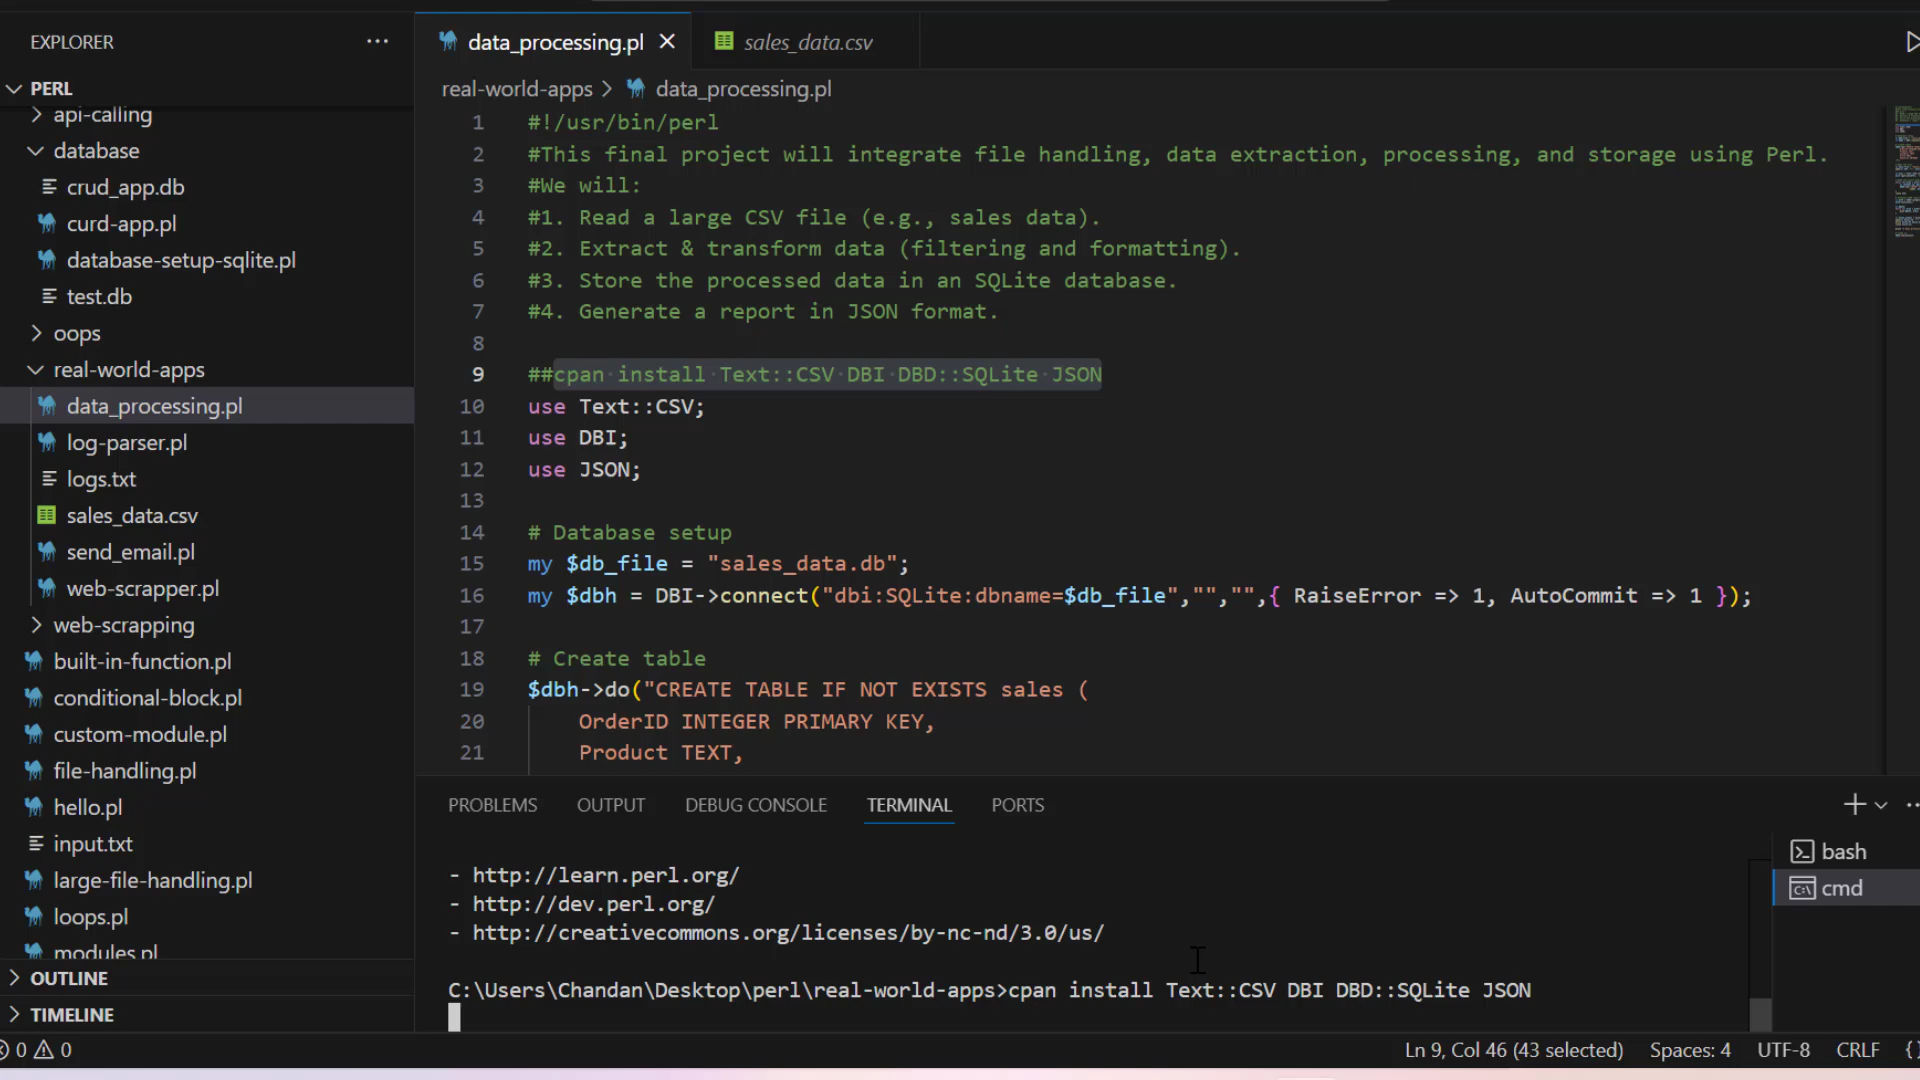 EXPLORER
PERL
api-calling
database
crud_app.db
curd-app.pl
database-setup-sqlite.pl
test.db
oops
real-world-apps
data_processing.pl
log-parser.pl
logs.txt
sales_data.csv
send_email.pl
web-scrapper.pl
web-scrapping
built-in-function.pl
conditional-block.pl
custom-module.pl
file-handling.pl
hello.pl
input.txt
large-file-handling.pl
loops.pl
modules.pl
OUTLINE
TIMELINE
data_processing.pl
sales_data.csv
real-world-apps > data_processing.pl
1 #!/usr/bin/perl
2 #This final project will integrate file handling, data extraction, processing, and storage using Perl.
3 #We will:
4 #1. Read a large CSV file (e.g., sales data).
5 #2. Extract & transform data (filtering and formatting).
6 #3. Store the processed data in an SQLite database.
7 #4. Generate a report in JSON format.
8
9 ##cpan install Text::CSV DBI DBD::SQLite JSON
10 use Text::CSV;
11 use DBI;
12 use JSON;
13
14 # Database setup
15 my $db_file = "sales_data.db";
16 my $dbh = DBI->connect("dbi:SQLite:dbname=$db_file","","",{ RaiseError => 1, AutoCommit => 1 });
17
18 # Create table
19 $dbh->do("CREATE TABLE IF NOT EXISTS sales (
20 OrderID INTEGER PRIMARY KEY,
21 Product TEXT,
PROBLEMS OUTPUT DEBUG CONSOLE TERMINAL PORTS
- http://learn.perl.org/
- http://dev.perl.org/
- http://creativecommons.org/licenses/by-nc-nd/3.0/us/
C:\Users\Chandan\Desktop\perl\real-world-apps>cpan install Text::CSV DBI DBD::SQLite JSON
bash
cmd
0 0
Ln 9, Col 46 (43 selected) Spaces: 4 UTF-8 CRLF {}